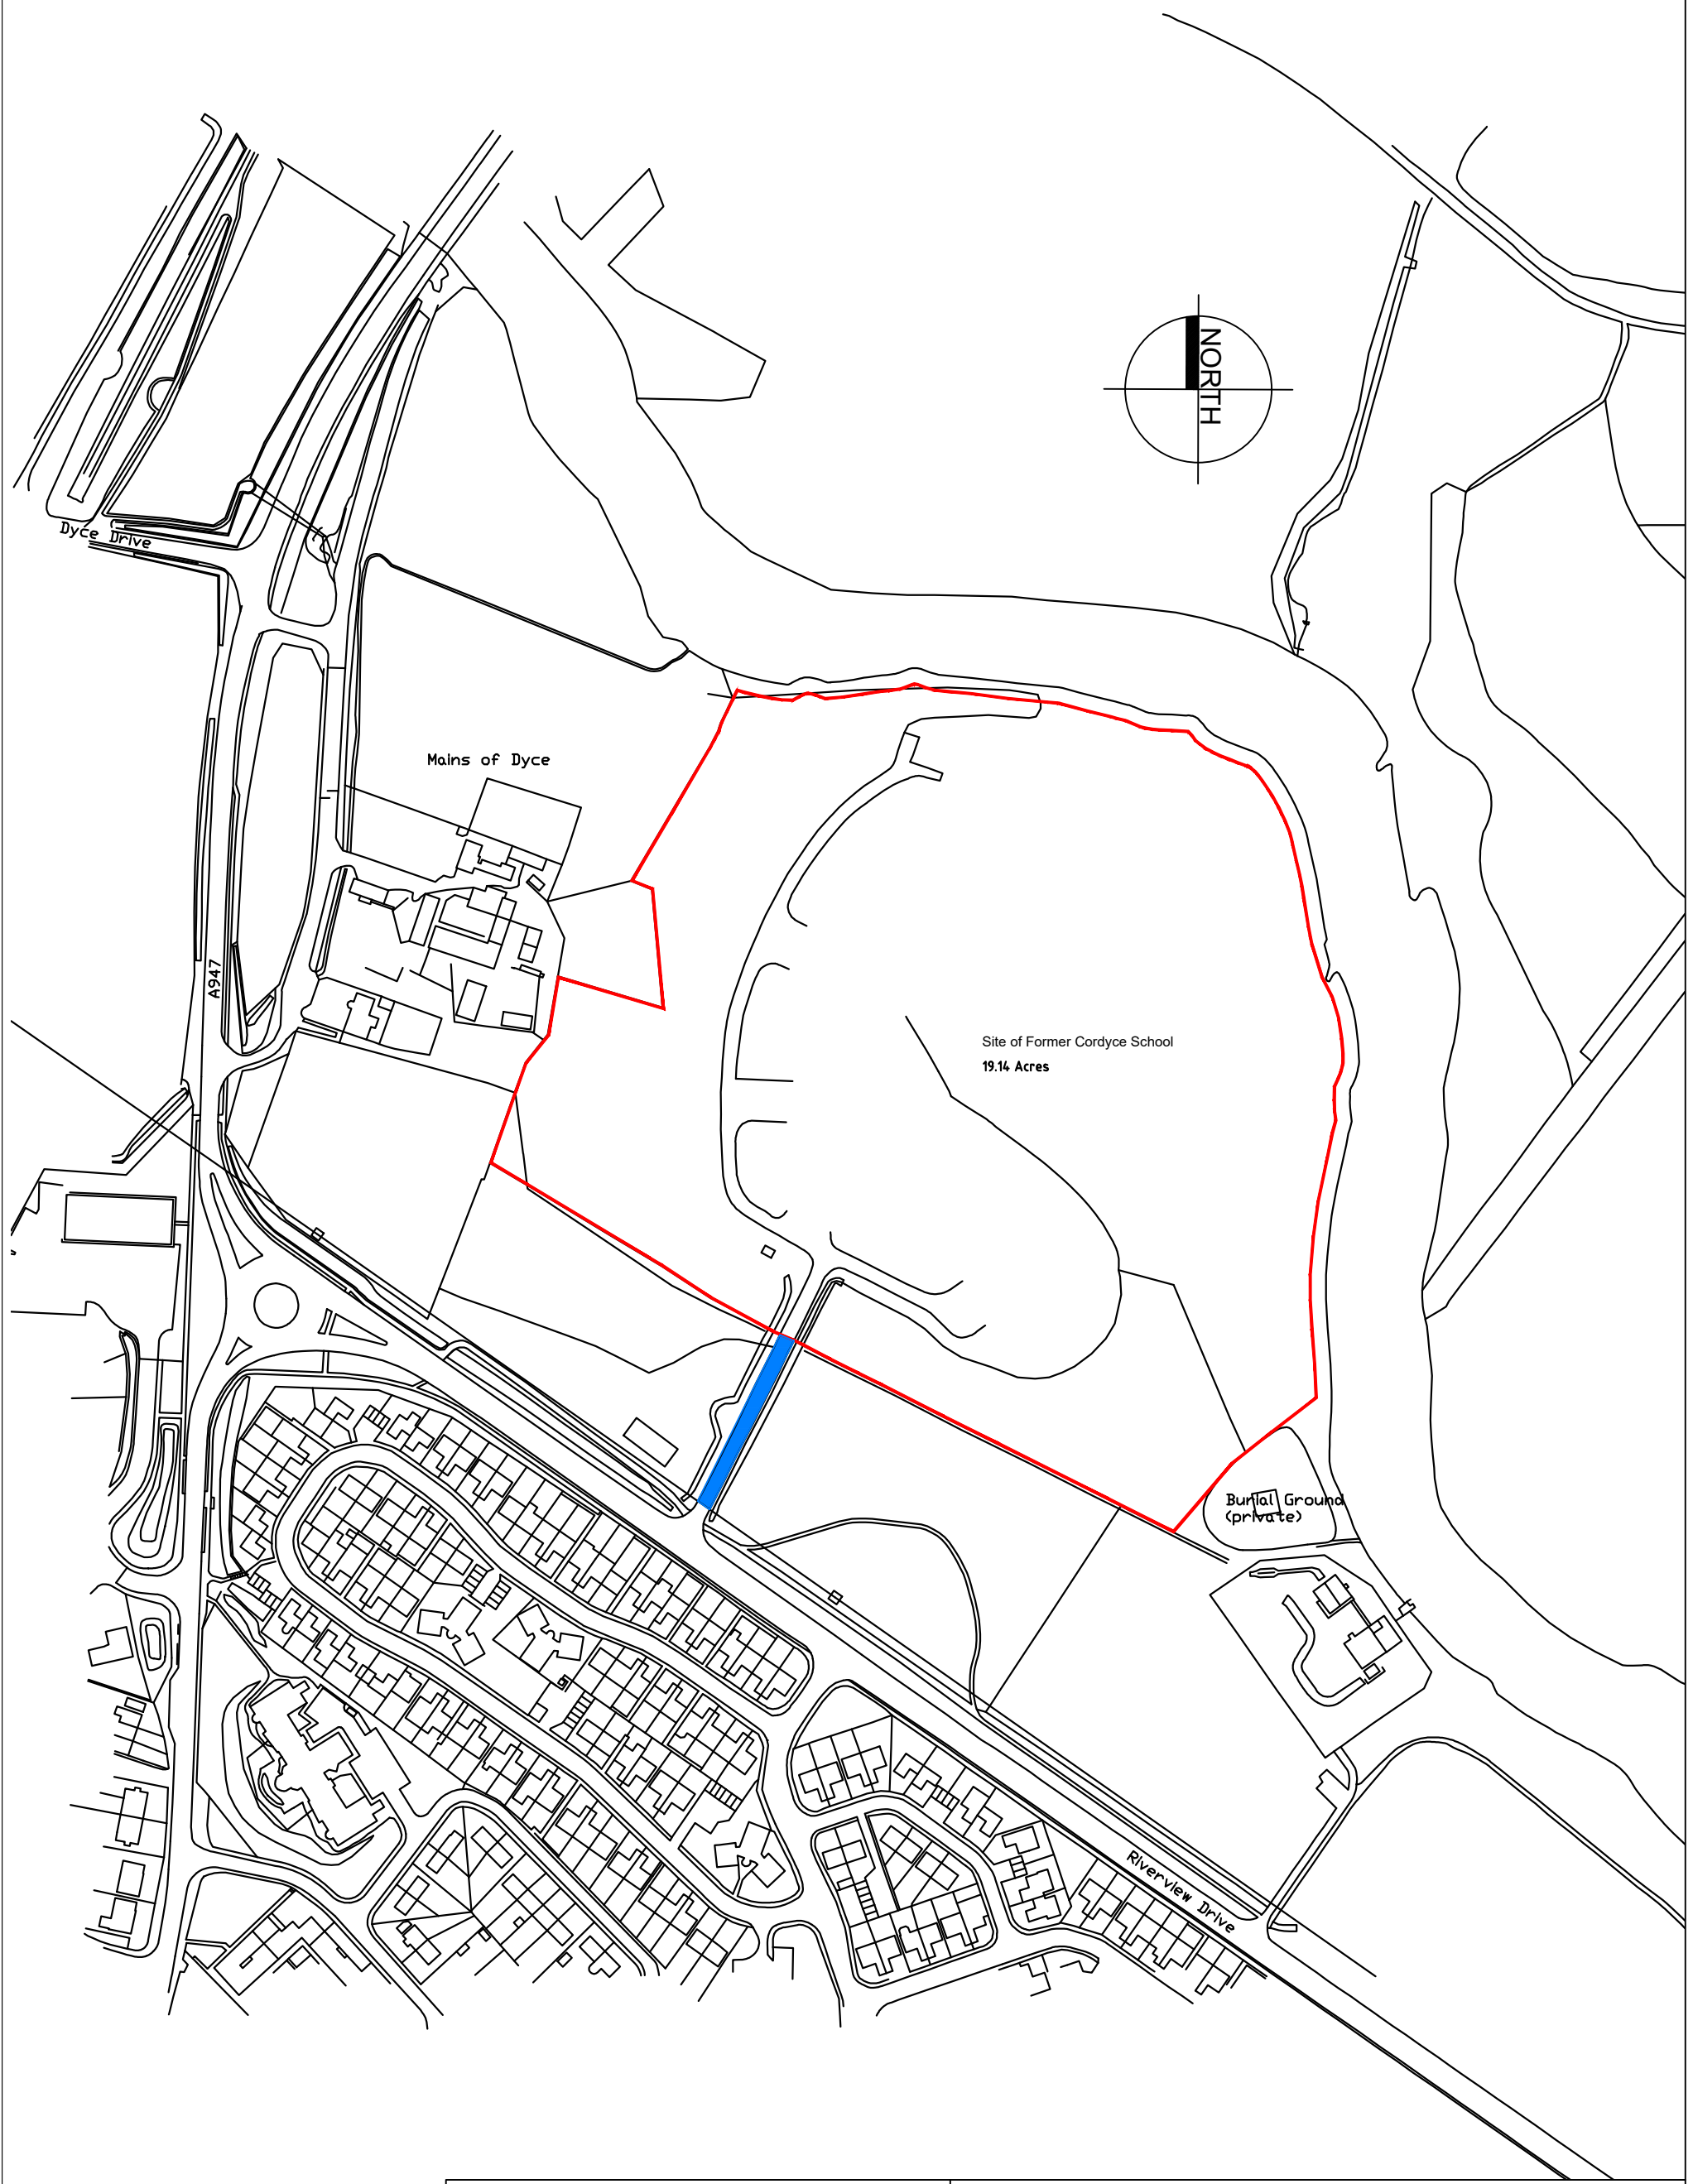 NORTH
Dyce Drive
Mains of Dyce
A947
Site of Former Cordyce School
19.14 Acres
Burial Ground
(private)
Riverview Drive